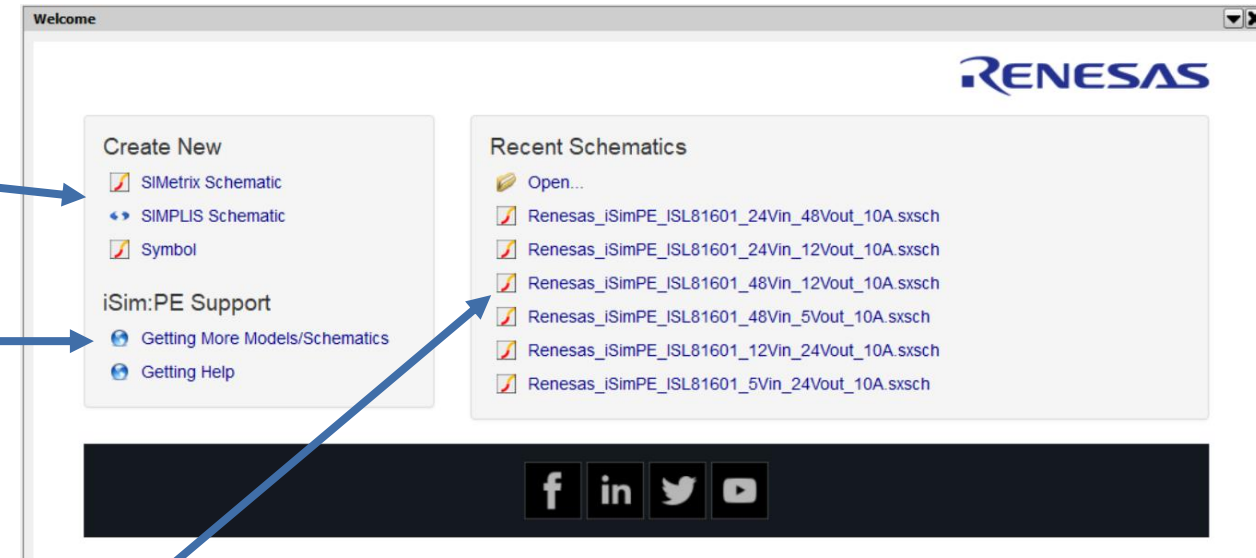 Welcome
RENESAS
Create New
SIMetrix Schematic
SIMPLIS Schematic
Symbol
iSim:PE Support
Getting More Models/Schematics
Getting Help
Recent Schematics
Open...
Renesas_iSimPE_ISL81601_24Vin_48Vout_10A.sxsch
Renesas_iSimPE_ISL81601_24Vin_12Vout_10A.sxsch
Renesas_iSimPE_ISL81601_48Vin_12Vout_10A.sxsch
Renesas_iSimPE_ISL81601_48Vin_5Vout_10A.sxsch
Renesas_iSimPE_ISL81601_12Vin_24Vout_10A.sxsch
Renesas_iSimPE_ISL81601_5Vin_24Vout_10A.sxsch
f in